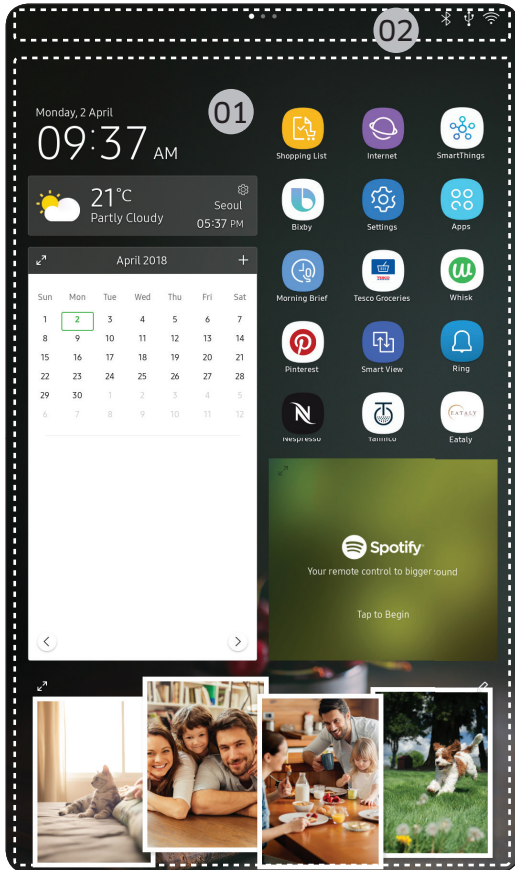 02
01
Monday, 2 April
09:37 AM
21°C
Partly Cloudy
Seoul
05:37 PM
April 2018
Sun Mon Tue Wed Thu Fri Sat
1 2 3 4 5 6 7
8 9 10 11 12 13 14
15 16 17 18 19 20 21
22 23 24 25 26 27 28
29 30 1 2 3 4 5
6 7 8 9 10 11 12
Shopping List Internet SmartThings
Bixby Settings Apps
TESCO
Morning Brief Tesco Groceries Whisk
Pinterest Smart View Ring
EATALY
Nespresso Vannico Eataly
Spotify
Your remote control to bigger sound
Tap to Begin